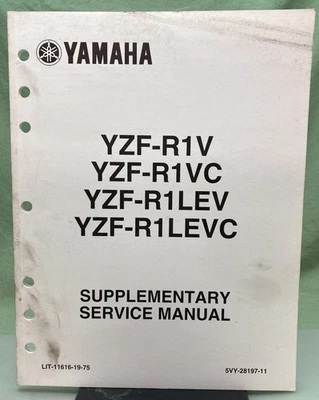 YAMAHA
YZF-R1V
YZF-R1VC
YZF-R1LEV
YZF-R1LEVC
SUPPLEMENTARY
SERVICE MANUAL
LIT-11616-19-75 5VY-28197-11